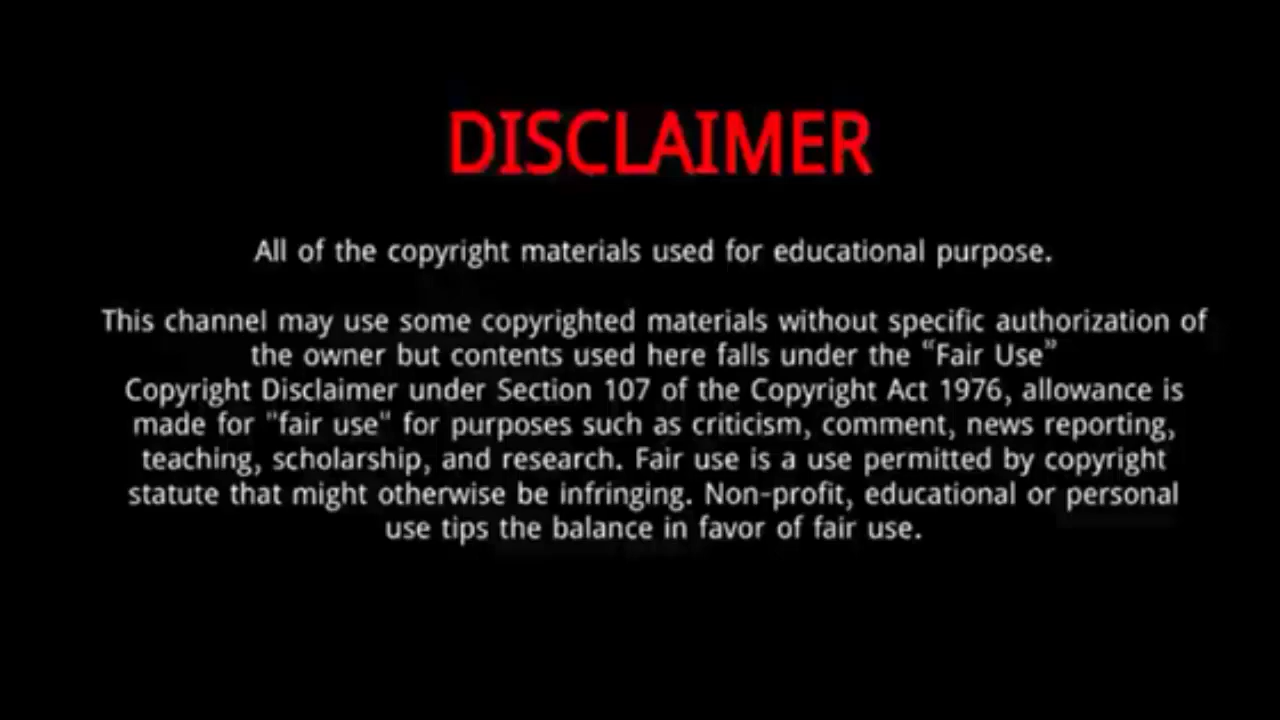 DISCLAIMER
All of the copyright materials used for educational purpose.
This channel may use some copyrighted materials without specific authorization of
the owner but contents used here falls under the “Fair Use”
Copyright Disclaimer under Section 107 of the Copyright Act 1976, allowance is
made for "fair use" for purposes such as criticism, comment, news reporting,
teaching, scholarship, and research. Fair use is a use permitted by copyright
statute that might otherwise be infringing. Non-profit, educational or personal
use tips the balance in favor of fair use.